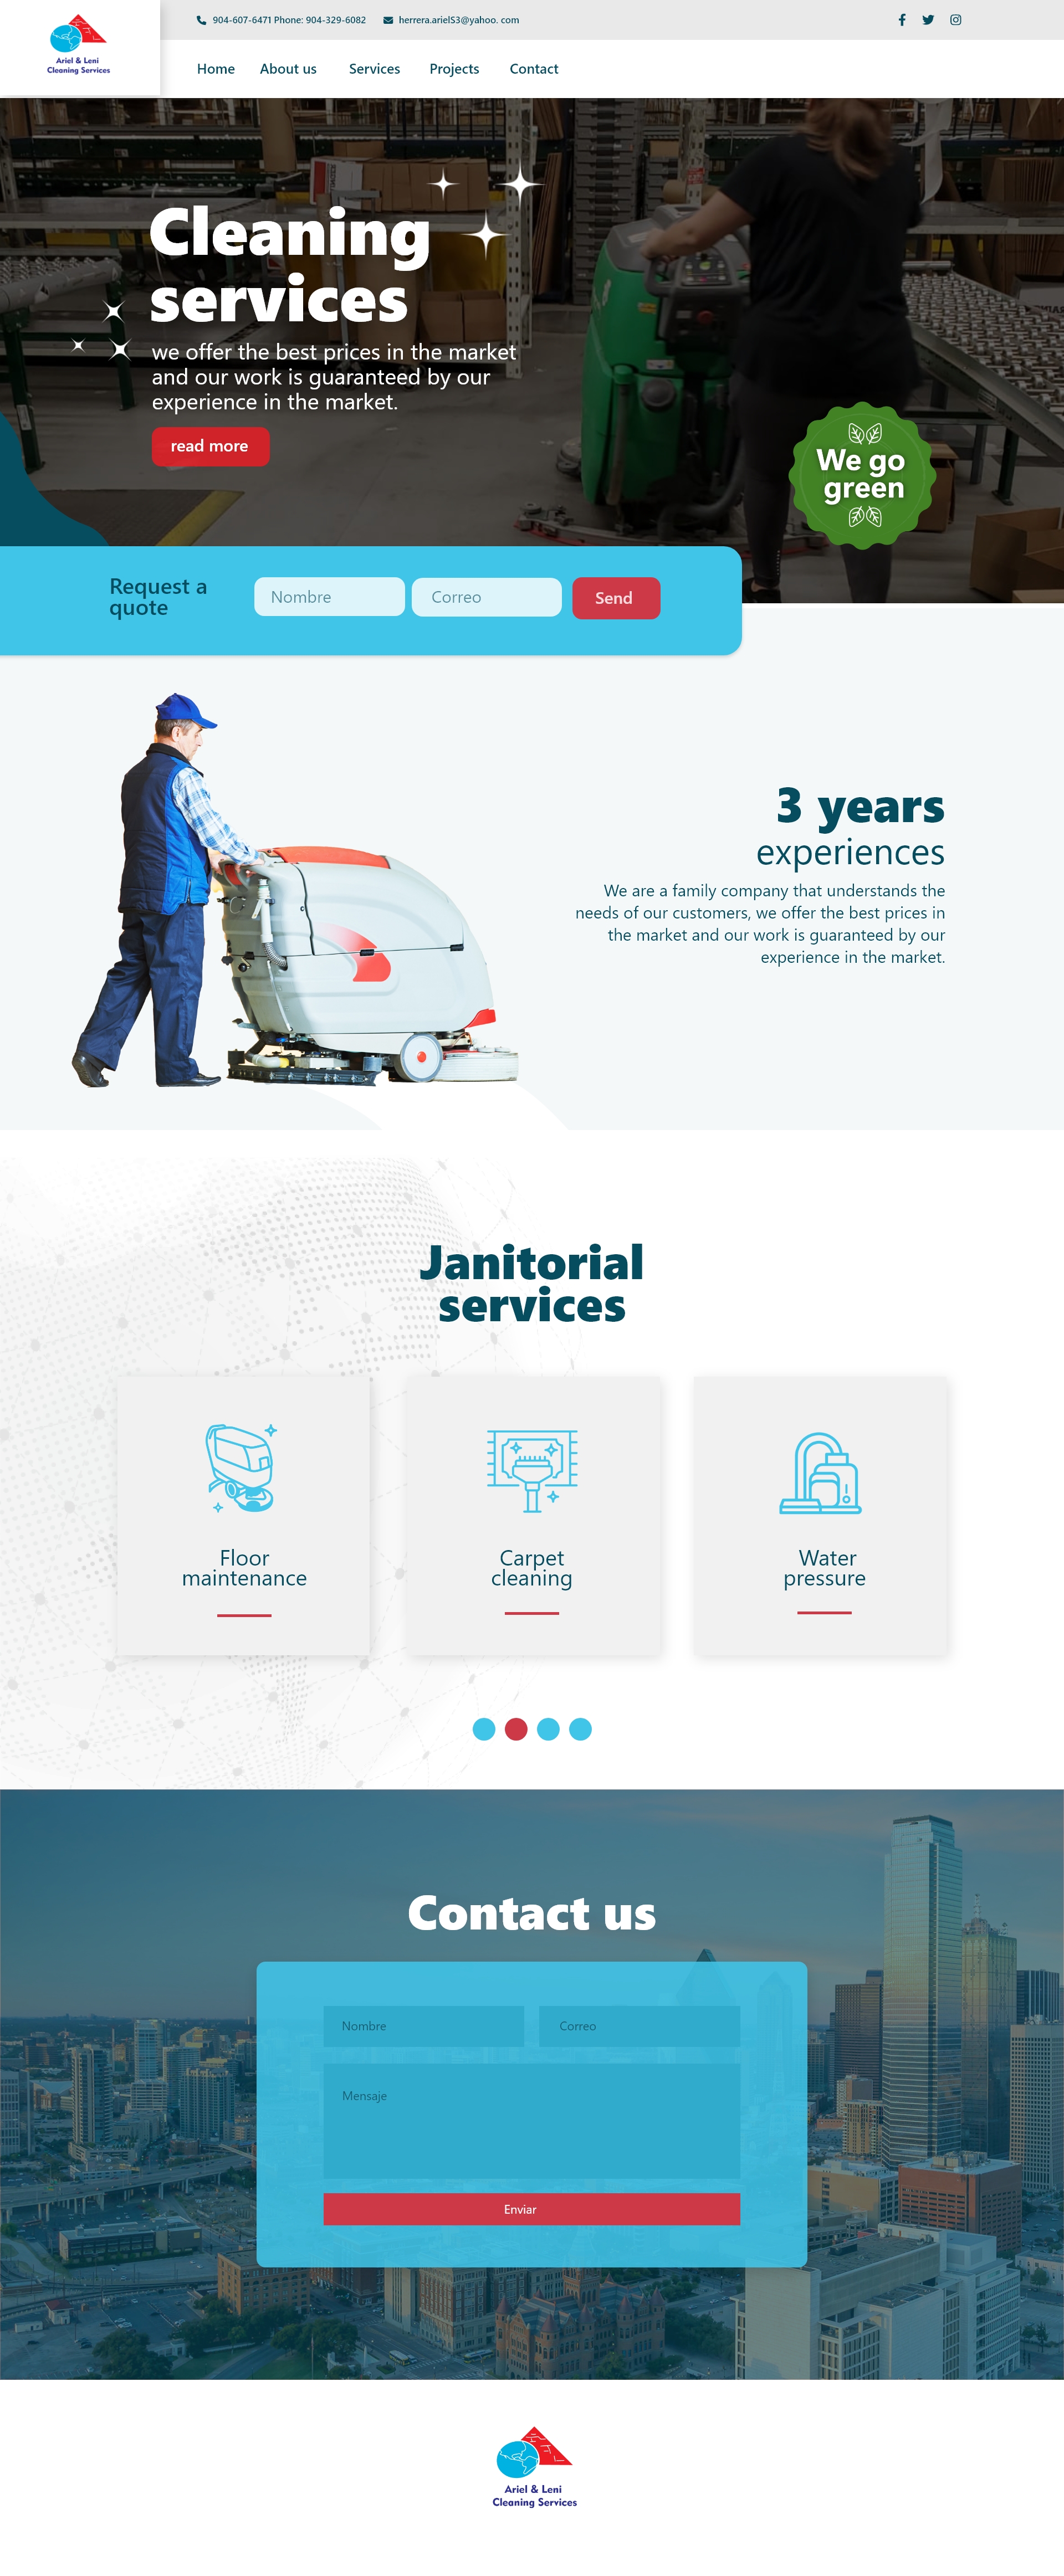 Ariel & Leni
Cleaning Services
904-607-6471 Phone: 904-329-6082
herrera.arielS3@yahoo. com
Home About us Services Projects Contact
Cleaning
services
we offer the best prices in the market
and our work is guaranteed by our
experience in the market.
read more
We go
green
Request a
quote
Nombre
Correo
Send
3 years
experiences
We are a family company that understands the
needs of our customers, we offer the best prices in
the market and our work is guaranteed by our
experience in the market.
Janitorial
services
Floor
maintenance
Carpet
cleaning
Water
pressure
Contact us
Nombre
Correo
Mensaje
Enviar
Ariel & Leni
Cleaning Services